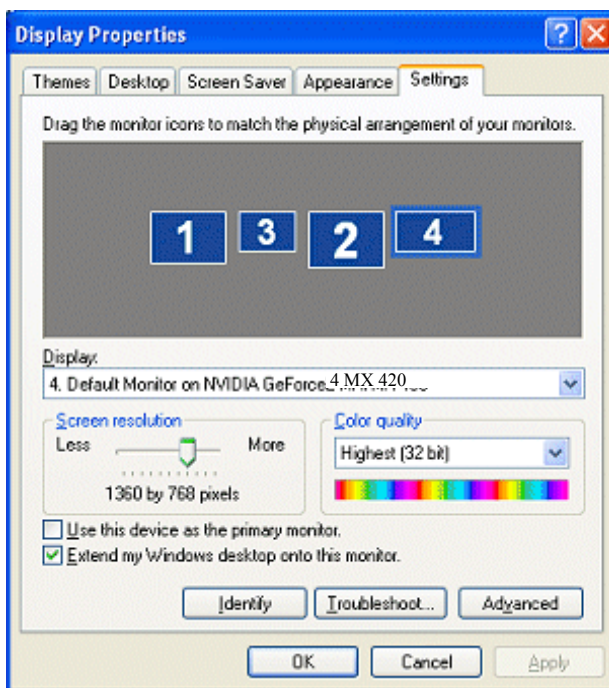 Display Properties
Themes Desktop Screen Saver Appearance Settings
Drag the monitor icons to match the physical arrangement of your monitors.
1 3 2 4
Display:
4. Default Monitor on NVIDIA GeForce 4 MX 420
Screen resolution
Color quality
Less More
Highest (32 bit)
1360 by 768 pixels
Use this device as the primary monitor.
Extend my Windows desktop onto this monitor.
Identify Troubleshoot... Advanced
OK Cancel Apply